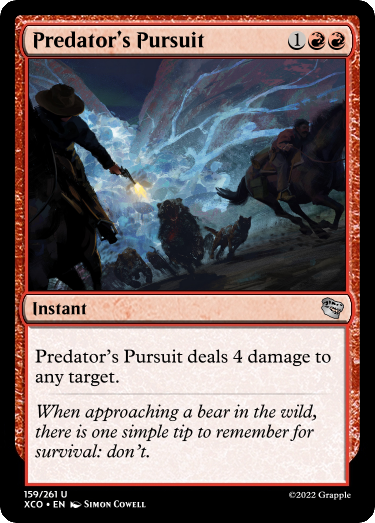 Predator's Pursuit 1
Instant
Predator's Pursuit deals 4 damage to
any target.
When approaching a bear in the wild,
there is one simple tip to remember for
survival: don't.
159/261 U
XCO • EN Simon Cowell
©2022 Grapple